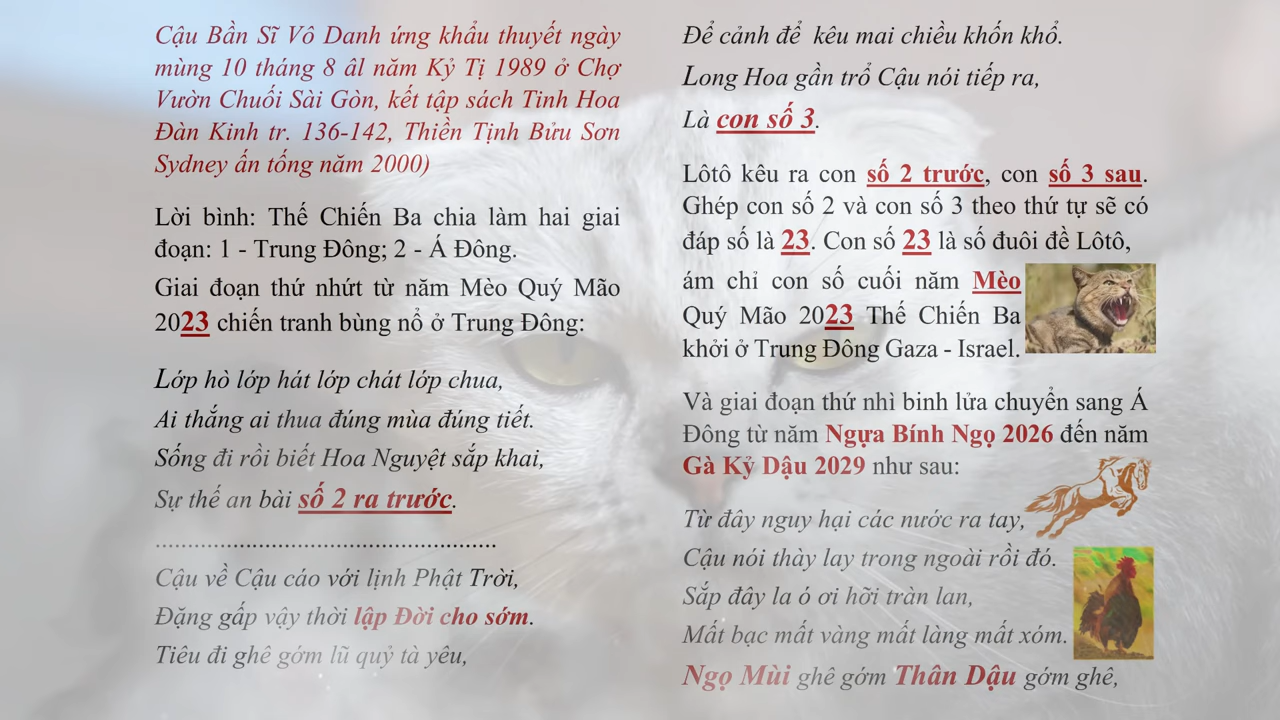 Cậu Bần Sĩ Vô Danh ứng khẩu thuyết ngày
mùng 10 tháng 8 âl năm Kỷ Tị 1989 ở Chợ
Vườn Chuối Sài Gòn, kết tập sách Tinh Hoa
Đàn Kinh tr. 136-142, Thiền Tịnh Bửu Sơn
Sydney ấn tống năm 2000)
Lời bình: Thế Chiến Ba chia làm hai giai
đoạn: 1 - Trung Đông; 2 - Á Đông.
Giai đoạn thứ nhứt từ năm Mèo Quý Mão
2023 chiến tranh bùng nổ ở Trung Đông:
Lớp hò lớp hát lớp chát lớp chua,
Ai thắng ai thua đúng mùa đúng tiết.
Sống đi rồi biết Hoa Nguyệt sắp khai,
Sự thế an bài số 2 ra trước.
.....................................................
Cậu về Cậu cáo với lịnh Phật Trời,
Đặng gấp vậy thời lập Đời cho sớm.
Tiêu đi ghê gớm lũ quỷ tà yêu,
Để cảnh để kêu mai chiều khốn khổ.
Long Hoa gần trổ Cậu nói tiếp ra,
Là con số 3.
Lôtô kêu ra con số 2 trước, con số 3 sau.
Ghép con số 2 và con số 3 theo thứ tự sẽ có
đáp số là 23. Con số 23 là số đuôi đề Lôtô,
ám chỉ con số cuối năm Mèo
Quý Mão 2023 Thế Chiến Ba
khởi ở Trung Đông Gaza - Israel.
Và giai đoạn thứ nhì binh lửa chuyển sang Á
Đông từ năm Ngựa Bính Ngọ 2026 đến năm
Gà Kỷ Dậu 2029 như sau:
Từ đây nguy hại các nước ra tay,
Cậu nói thày lay trong ngoài rồi đó.
Sắp đây la ó ơi hỡi tràn lan,
Mất bạc mất vàng mất làng mất xóm.
Ngọ Mùi ghê gớm Thân Dậu gớm ghê,